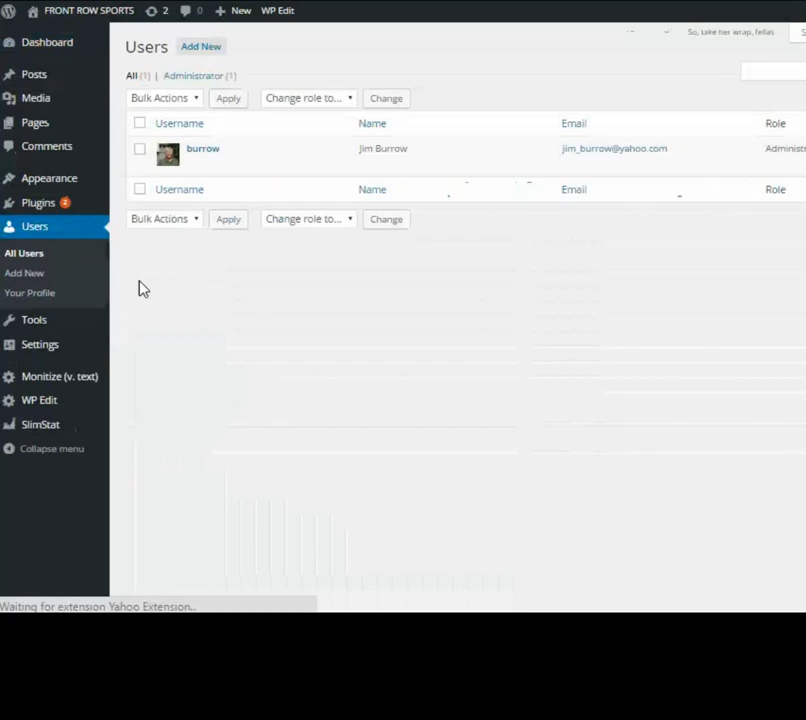 FRONT ROW SPORTS 2 0 + New WP Edit
So, take her wrap, fellas
Dashboard
Posts
Media
Pages
Comments
Appearance
Plugins 2
Users
All Users
Add New
Your Profile
Tools
Settings
Monitize (v. text)
WP Edit
SlimStat
Collapse menu
Users Add New
All (1) | Administrator (1)
Bulk Actions Apply Change role to... Change
Username Name Email Role
burrow Jim Burrow jim_burrow@yahoo.com Administ
Username Name Email Role
Bulk Actions Apply Change role to... Change
Waiting for extension Yahoo Extension...